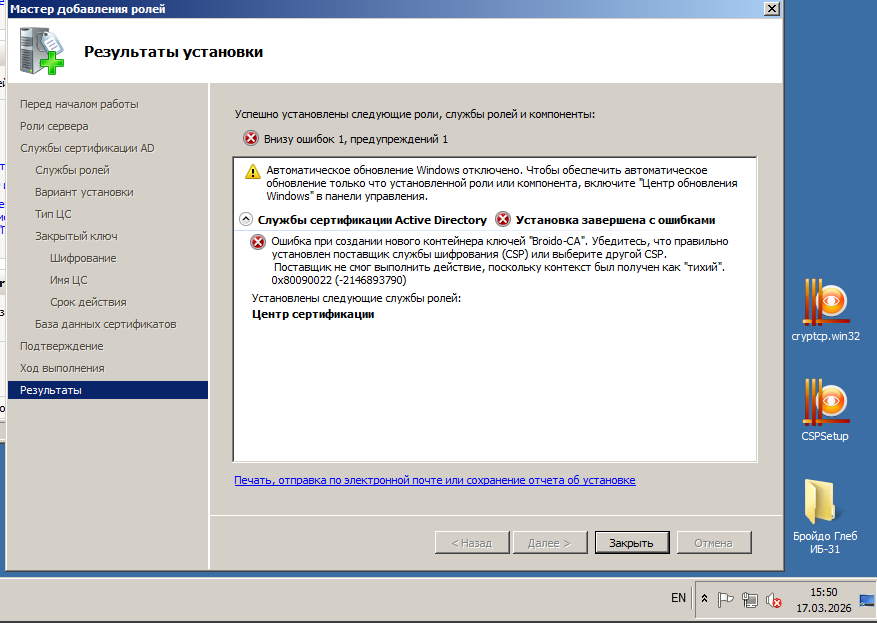 Мастер добавления ролей
Результаты установки
Перед началом работы
Роли сервера
Службы сертификации AD
Службы ролей
Вариант установки
Тип ЦС
Закрытый ключ
Шифрование
Имя ЦС
Срок действия
База данных сертификатов
Подтверждение
Ход выполнения
Результаты
Успешно установлены следующие роли, службы ролей и компоненты:
Внизу ошибок 1, предупреждений 1
Автоматическое обновление Windows отключено. Чтобы обеспечить автоматическое
обновление только что установленной роли или компонента, включите "Центр обновления
Windows" в панели управления.
Службы сертификации Active Directory Установка завершена с ошибками
Ошибка при создании нового контейнера ключей "Broido-CA". Убедитесь, что правильно
установлен поставщик службы шифрования (CSP) или выберите другой CSP.
Поставщик не смог выполнить действие, поскольку контекст был получен как "тихий".
0x80090022 (-2146893790)
Установлены следующие службы ролей:
Центр сертификации
Печать, отправка по электронной почте или сохранение отчета об установке
< Назад
Далее >
Закрыть
Отмена
cryptcp.win32
CSPSetup
Бройдо Глеб
ИБ-31
EN
15:50
17.03.2026